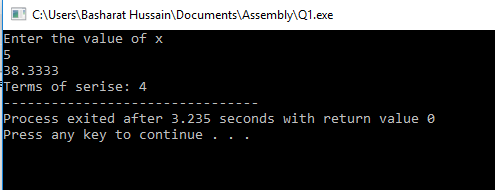 C:\Users\Basharat Hussain\Documents\Assembly\Q1.exe
Enter the value of x
5
38.3333
Terms of serise: 4
--------------------------------
Process exited after 3.235 seconds with return value 0
Press any key to continue . . .